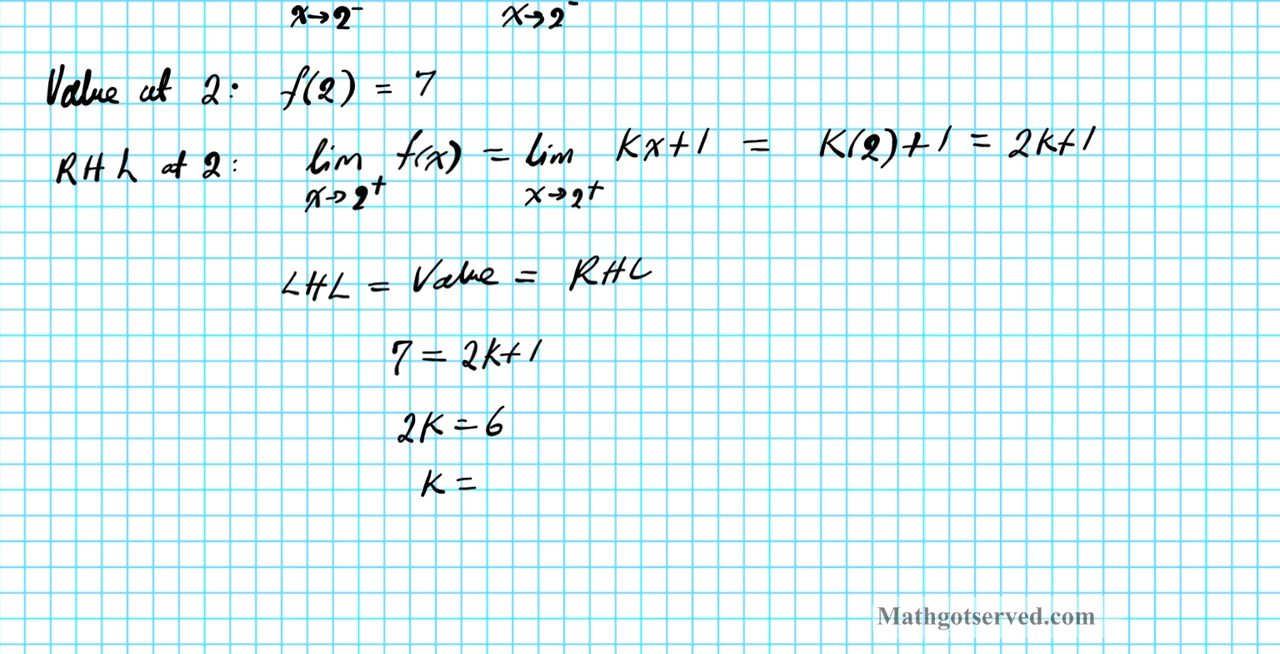 x→2⁻ x→2⁻
Value at 2: f(2) = 7
RHL at 2: lim f(x) = lim Kx+1 = K(2)+1 = 2K+1
x→2⁺ x→2⁺
LHL = Value = RHL
7 = 2K+1
2K = 6
K =
Mathgotserved.com